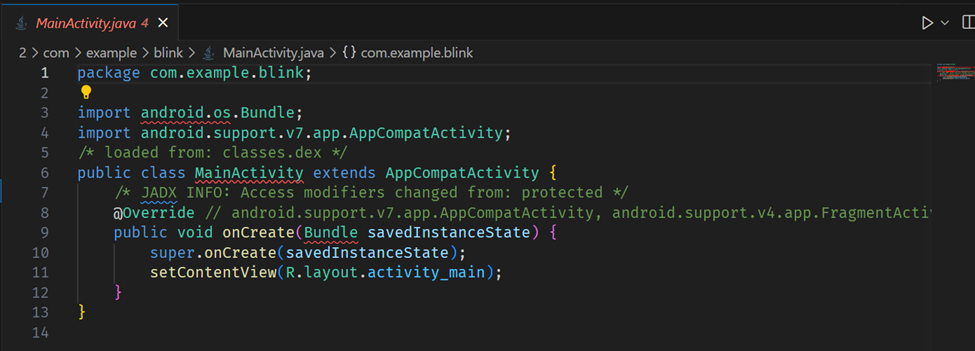 MainActivity.java 4
2 > com > example > blink > MainActivity.java > {} com.example.blink
1 package com.example.blink;
2
3 import android.os.Bundle;
4 import android.support.v7.app.AppCompatActivity;
5 /* loaded from: classes.dex */
6 public class MainActivity extends AppCompatActivity {
7     /* JADX INFO: Access modifiers changed from: protected */
8     @Override // android.support.v7.app.AppCompatActivity, android.support.v4.app.FragmentActiv
9     public void onCreate(Bundle savedInstanceState) {
10         super.onCreate(savedInstanceState);
11         setContentView(R.layout.activity_main);
12     }
13 }
14